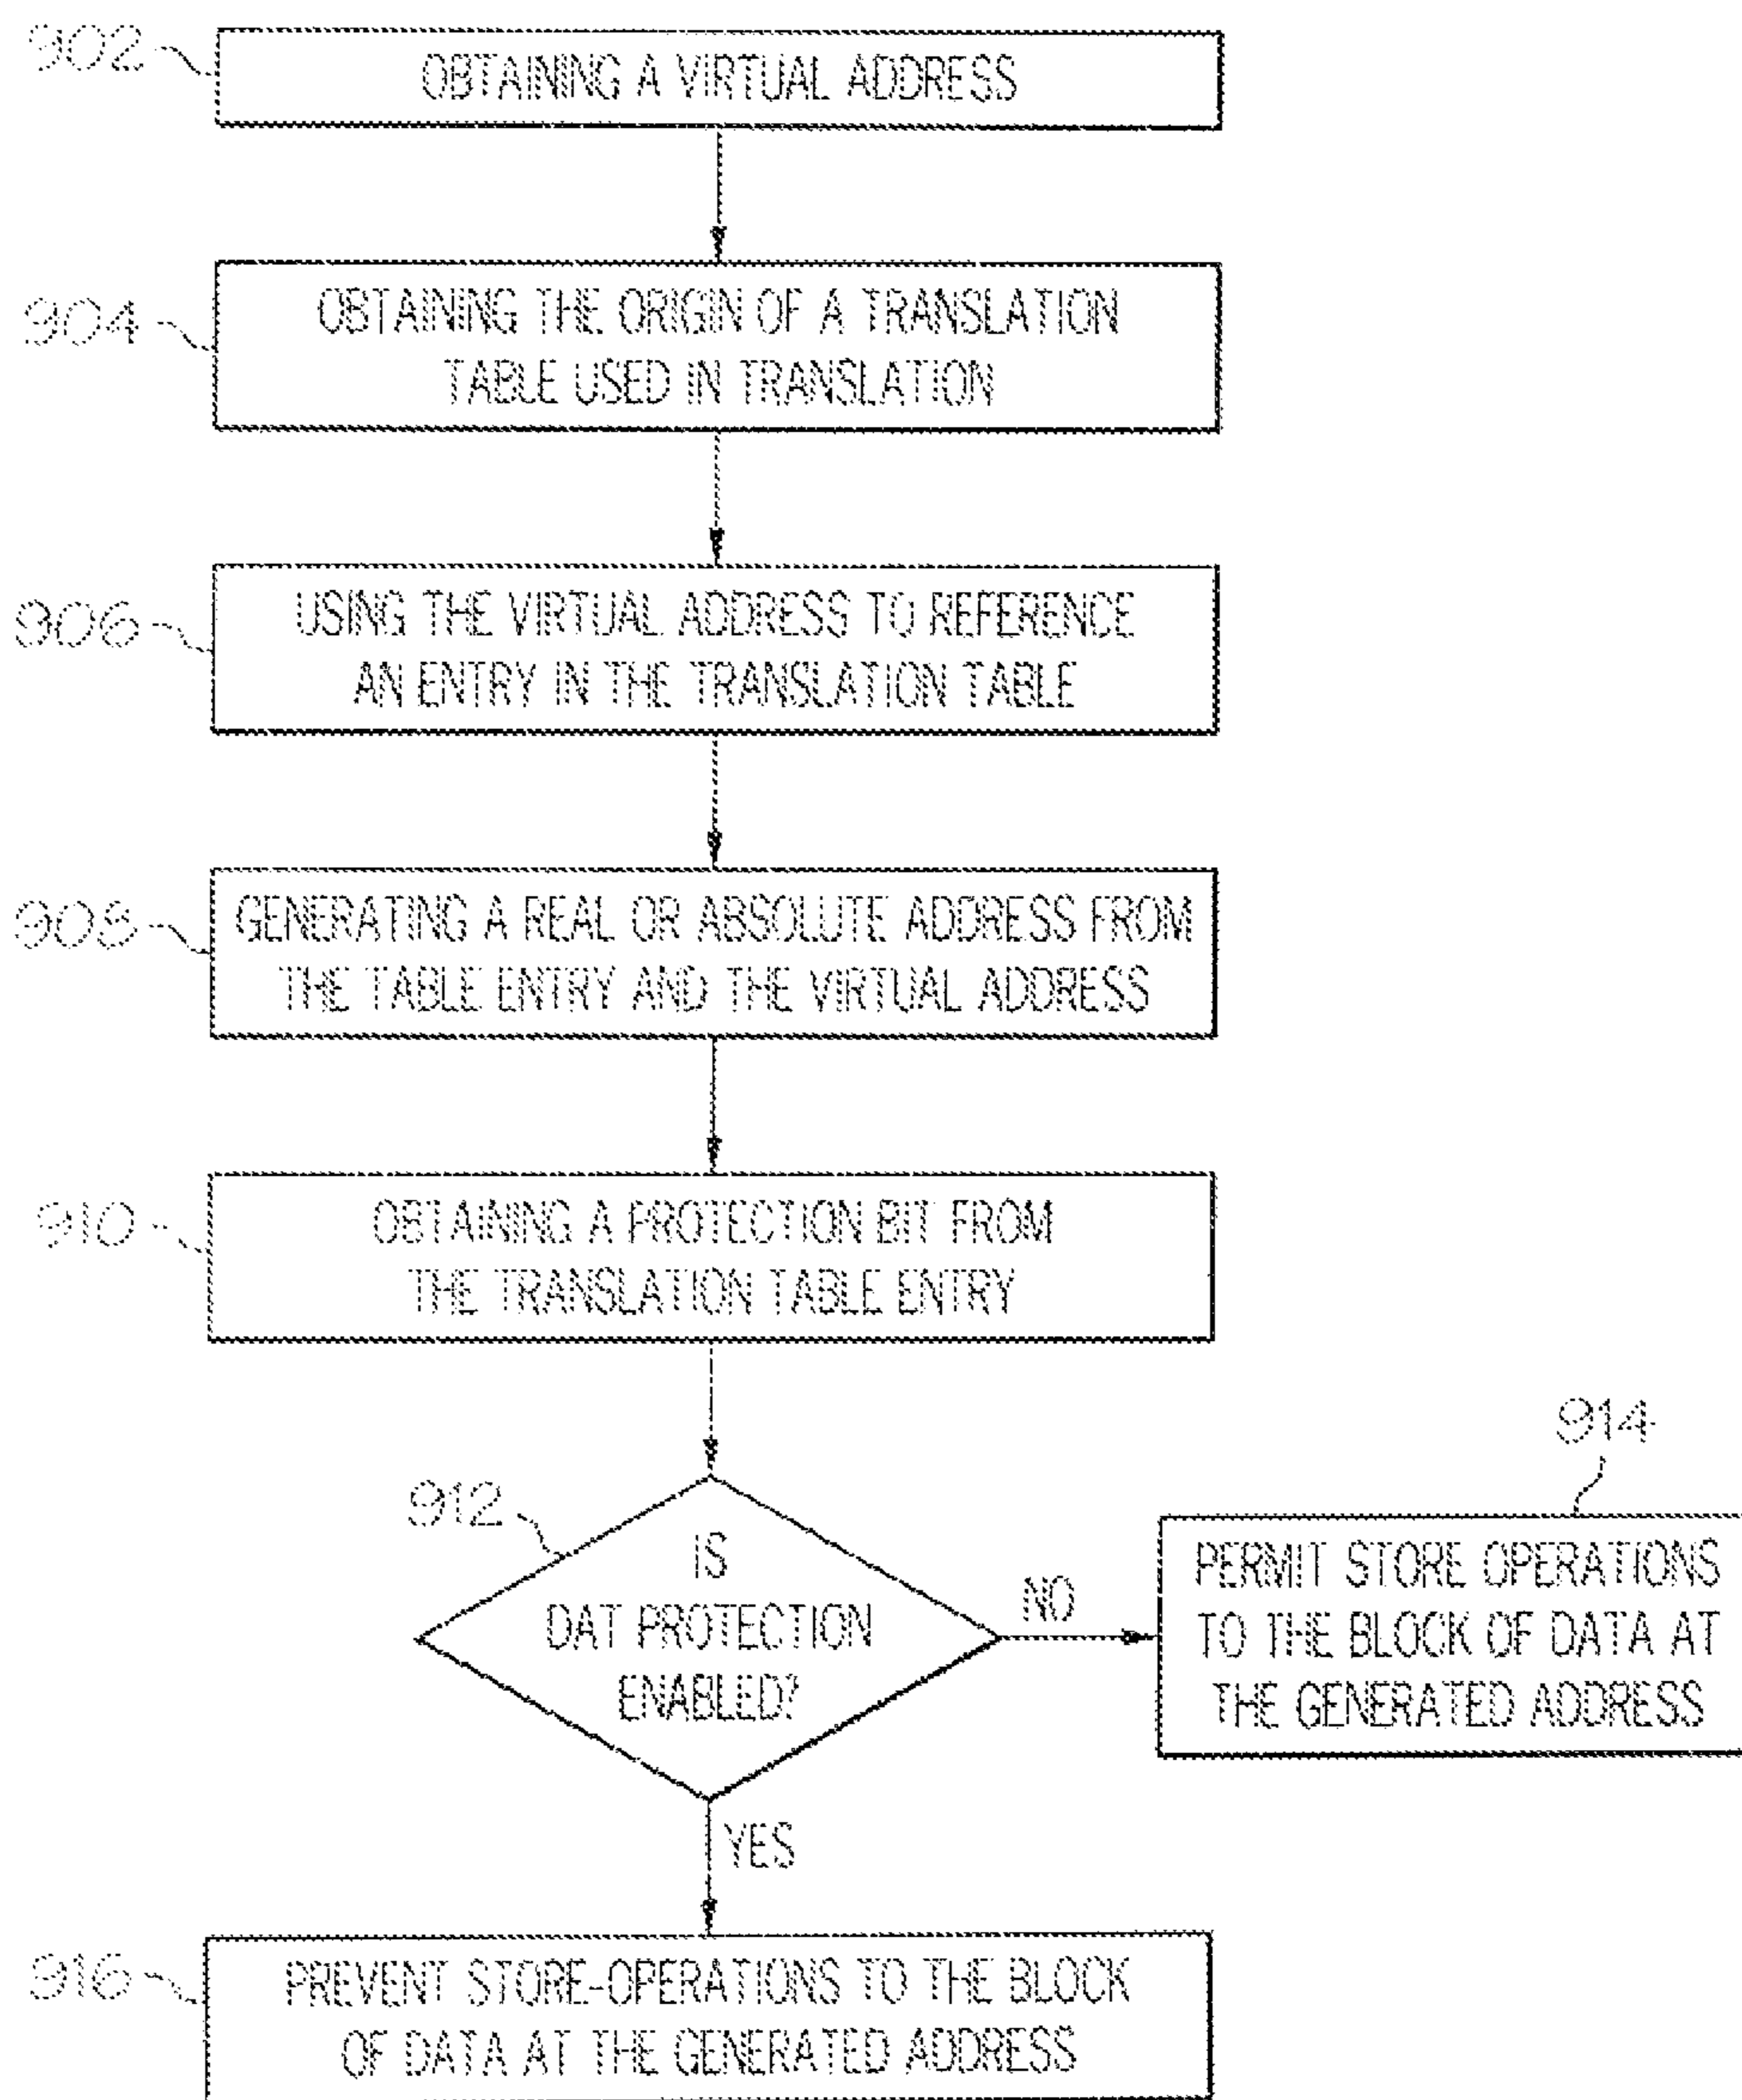 902
OBTAINING A VIRTUAL ADDRESS
904
OBTAINING THE ORIGIN OF A TRANSLATION
TABLE USED IN TRANSLATION
906
USING THE VIRTUAL ADDRESS TO REFERENCE
AN ENTRY IN THE TRANSLATION TABLE
908
GENERATING A REAL OR ABSOLUTE ADDRESS FROM
THE TABLE ENTRY AND THE VIRTUAL ADDRESS
910
OBTAINING A PROTECTION BIT FROM
THE TRANSLATION TABLE ENTRY
912
IS
DAT PROTECTION
ENABLED?
NO
914
PERMIT STORE OPERATIONS
TO THE BLOCK OF DATA AT
THE GENERATED ADDRESS
YES
916
PREVENT STORE-OPERATIONS TO THE BLOCK
OF DATA AT THE GENERATED ADDRESS